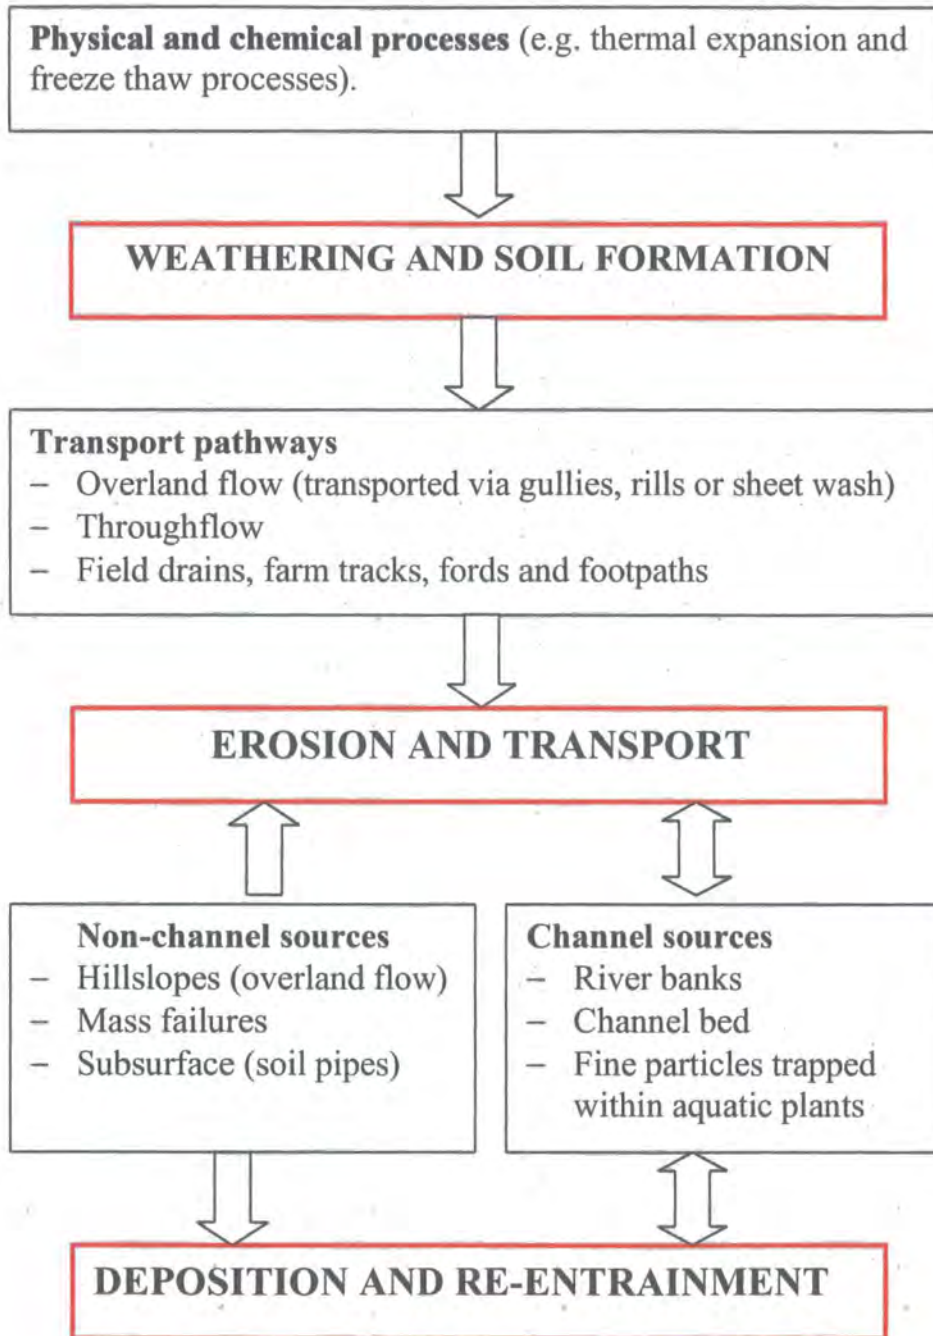 Physical and chemical processes (e.g. thermal expansion and
freeze thaw processes).
WEATHERING AND SOIL FORMATION
Transport pathways
– Overland flow (transported via gullies, rills or sheet wash)
– Throughflow
– Field drains, farm tracks, fords and footpaths
EROSION AND TRANSPORT
Non-channel sources
– Hillslopes (overland flow)
– Mass failures
– Subsurface (soil pipes)
Channel sources
– River banks
– Channel bed
– Fine particles trapped
within aquatic plants
DEPOSITION AND RE-ENTRAINMENT